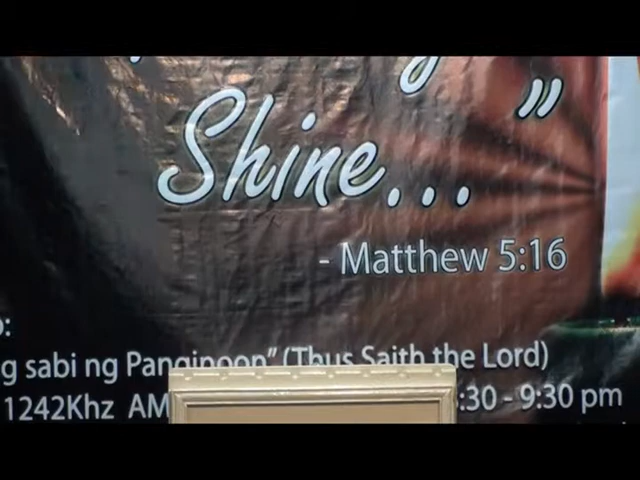 Shine... ”
- Matthew 5:16
o:
g sabi ng Panginoon” (Thus Saith the Lord)
1242Khz AM :30 - 9:30 pm